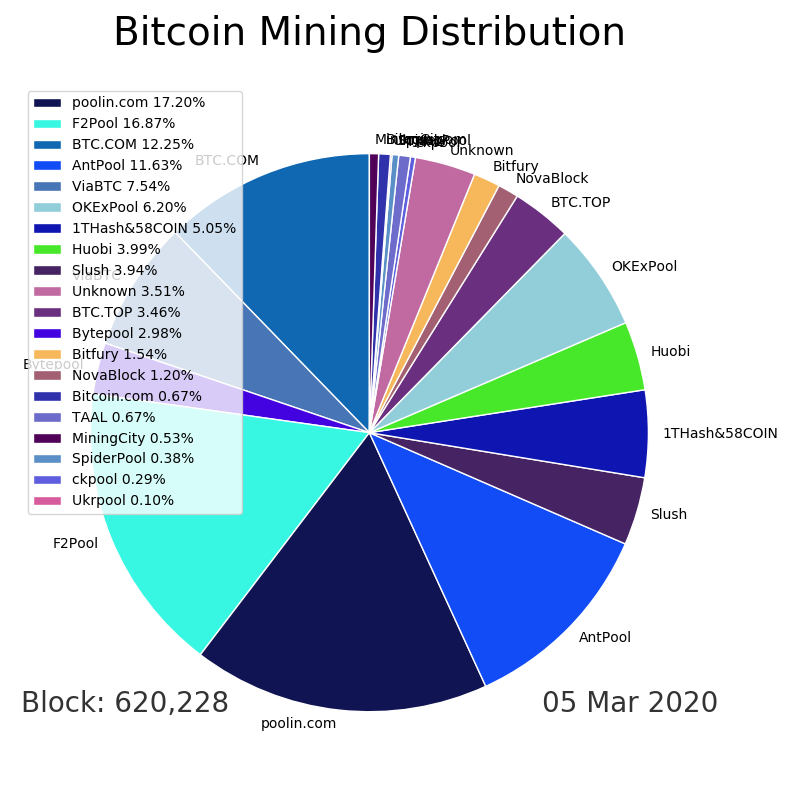 Bitcoin Mining Distribution
poolin.com 17.20%
F2Pool 16.87%
BTC.COM 12.25%
AntPool 11.63%
ViaBTC 7.54%
OKExPool 6.20%
1THash&58COIN 5.05%
Huobi 3.99%
Slush 3.94%
Unknown 3.51%
BTC.TOP 3.46%
Bytepool 2.98%
Bitfury 1.54%
NovaBlock 1.20%
Bitcoin.com 0.67%
TAAL 0.67%
MiningCity 0.53%
SpiderPool 0.38%
ckpool 0.29%
Ukrpool 0.10%
Unknown
Bitfury
NovaBlock
BTC.TOP
OKExPool
Huobi
1THash&58COIN
Slush
AntPool
poolin.com
F2Pool
Bytepool
ViaBTC
BTC.COM
Block: 620,228
05 Mar 2020